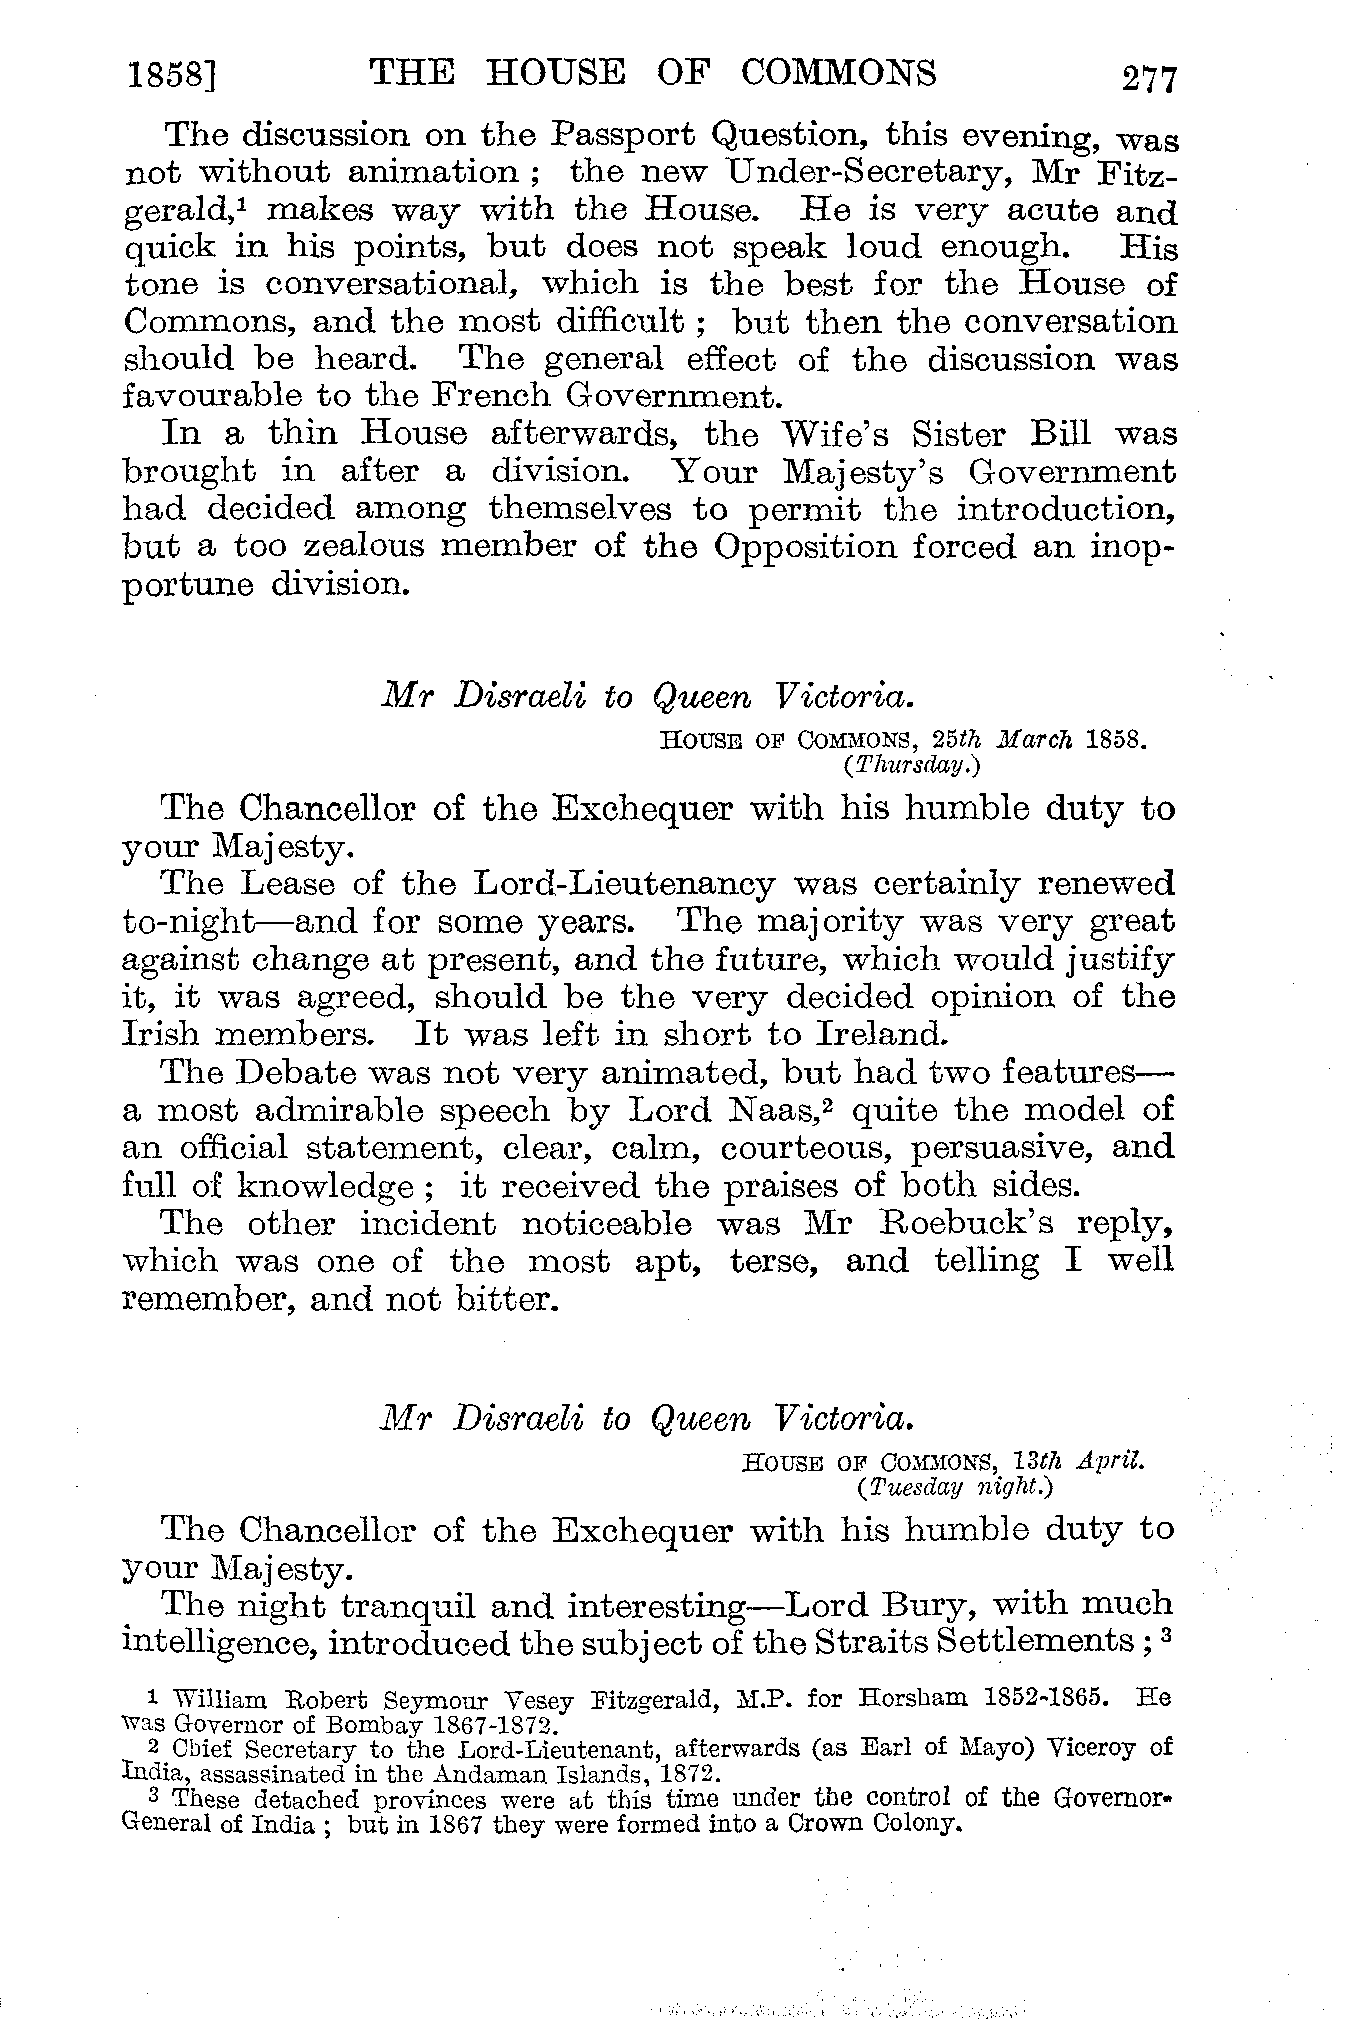 1858] THE HOUSE OF COMMONS 277
The discussion on the Passport Question, this evening, was
not without animation ; the new Under-Secretary, Mr Fitz-
gerald,¹ makes way with the House. He is very acute and
quick in his points, but does not speak loud enough. His
tone is conversational, which is the best for the House of
Commons, and the most difficult ; but then the conversation
should be heard. The general effect of the discussion was
favourable to the French Government.
In a thin House afterwards, the Wife's Sister Bill was
brought in after a division. Your Majesty's Government
had decided among themselves to permit the introduction,
but a too zealous member of the Opposition forced an inop-
portune division.
Mr Disraeli to Queen Victoria.
HOUSE OF COMMONS, 25th March 1858.
(Thursday.)
The Chancellor of the Exchequer with his humble duty to
your Majesty.
The Lease of the Lord-Lieutenancy was certainly renewed
to-night—and for some years. The majority was very great
against change at present, and the future, which would justify
it, it was agreed, should be the very decided opinion of the
Irish members. It was left in short to Ireland.
The Debate was not very animated, but had two features—
a most admirable speech by Lord Naas,² quite the model of
an official statement, clear, calm, courteous, persuasive, and
full of knowledge ; it received the praises of both sides.
The other incident noticeable was Mr Roebuck's reply,
which was one of the most apt, terse, and telling I well
remember, and not bitter.
Mr Disraeli to Queen Victoria.
HOUSE OF COMMONS, 13th April.
(Tuesday night.)
The Chancellor of the Exchequer with his humble duty to
your Majesty.
The night tranquil and interesting—Lord Bury, with much
intelligence, introduced the subject of the Straits Settlements ; ³
1 William Robert Seymour Vesey Fitzgerald, M.P. for Horsham 1852-1865. He
was Governor of Bombay 1867-1872.
2 Chief Secretary to the Lord-Lieutenant, afterwards (as Earl of Mayo) Viceroy of
India, assassinated in the Andaman Islands, 1872.
3 These detached provinces were at this time under the control of the Governor-
General of India ; but in 1867 they were formed into a Crown Colony.